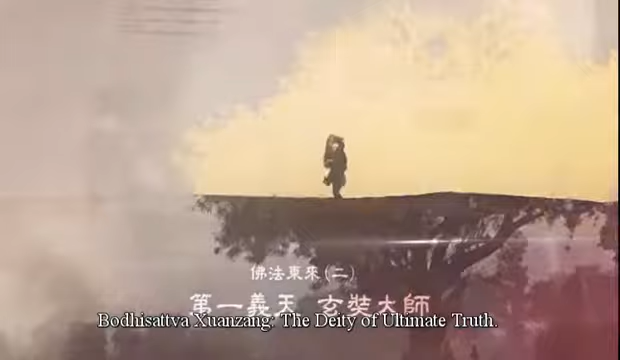 佛法東來(二)
第一義天 玄奘大師
Bodhisattva Xuanzang: The Deity of Ultimate Truth.